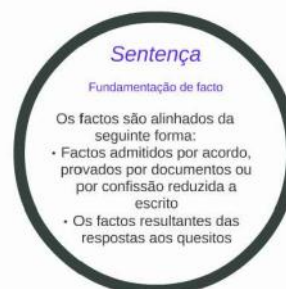 Sentença
Fundamentação de facto
Os factos são alinhados da
seguinte forma:
• Factos admitidos por acordo,
provados por documentos ou
por confissão reduzida a
escrito
• Os factos resultantes das
respostas aos quesitos